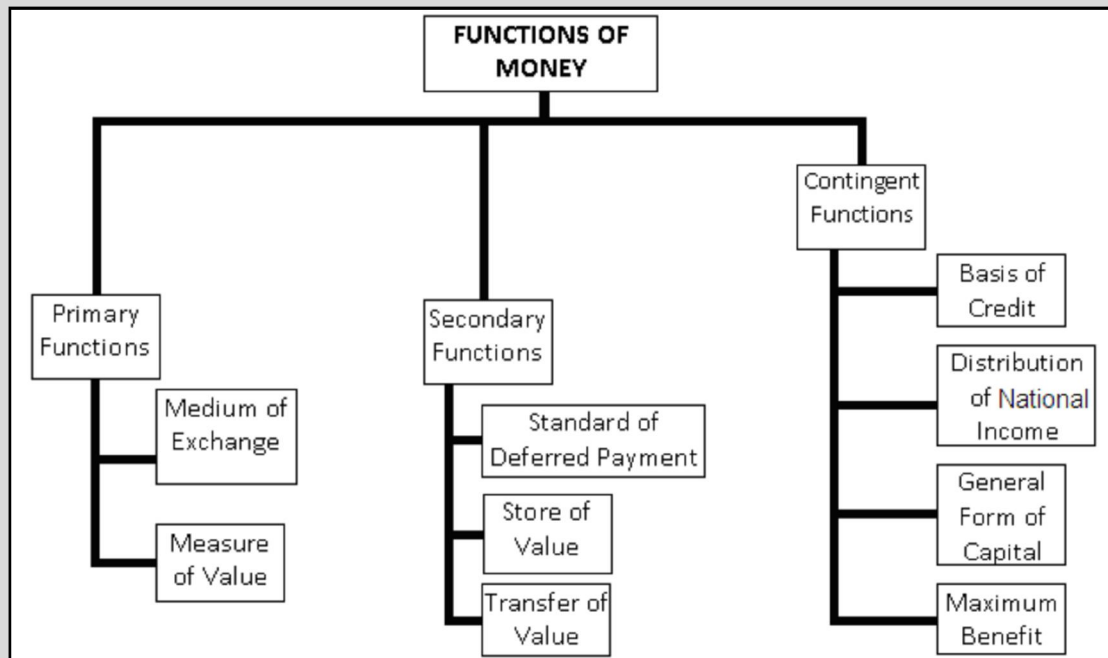 FUNCTIONS OF
MONEY
Primary
Functions
Medium of
Exchange
Measure
of Value
Secondary
Functions
Standard of
Deferred Payment
Store of
Value
Transfer of
Value
Contingent
Functions
Basis of
Credit
Distribution
of National
Income
General
Form of
Capital
Maximum
Benefit